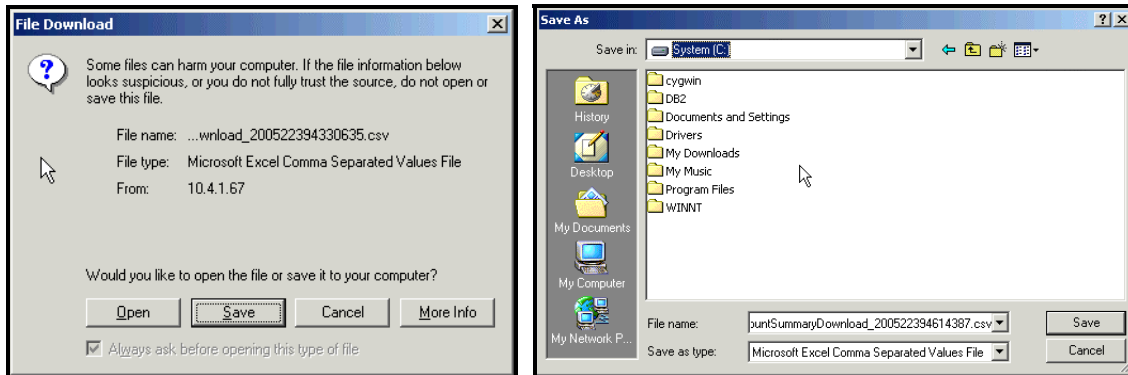 File Download
Some files can harm your computer. If the file information below
looks suspicious, or you do not fully trust the source, do not open or
save this file.
File name: ...wnload_200522394330635.csv
File type: Microsoft Excel Comma Separated Values File
From: 10.4.1.67
Would you like to open the file or save it to your computer?
Open Save Cancel More Info
Always ask before opening this type of file
Save As
Save in: System (C:)
History
Desktop
My Documents
My Computer
My Network P...
cygwin
DB2
Documents and Settings
Drivers
My Downloads
My Music
Program Files
WINNT
File name: ountSummaryDownload_200522394614387.csv Save
Save as type: Microsoft Excel Comma Separated Values File Cancel